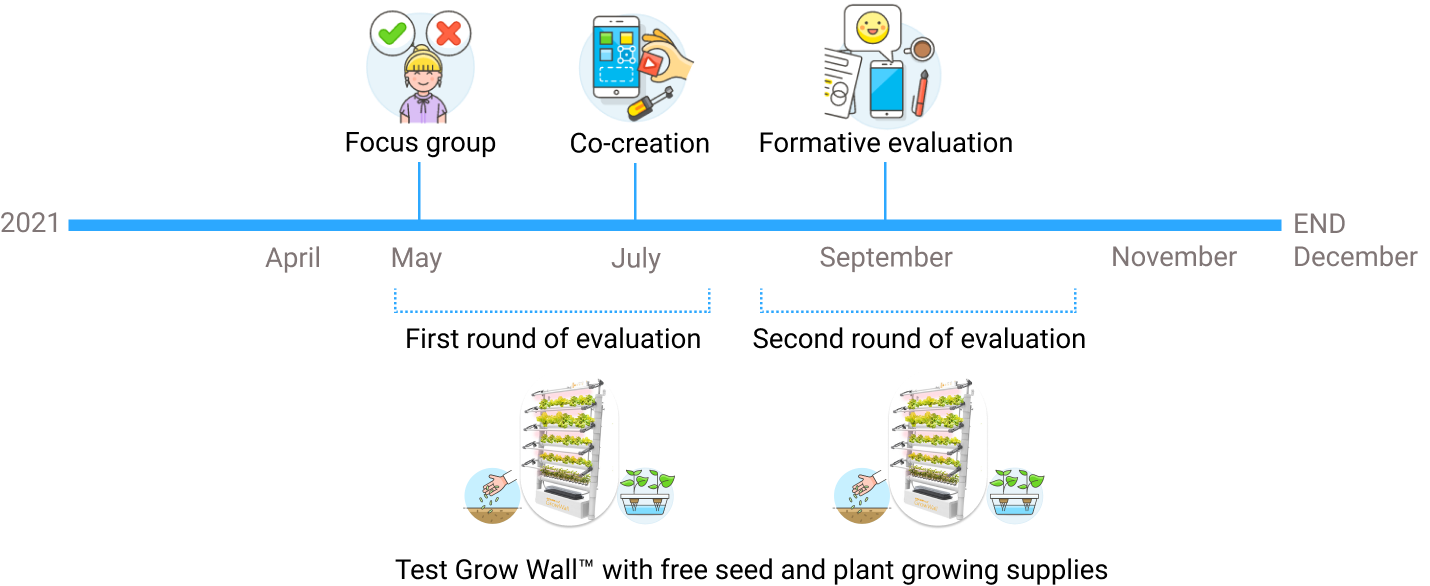 Focus group
Co-creation
Formative evaluation
2021
END
April
May
July
September
November
December
First round of evaluation
Second round of evaluation
Test Grow Wall™ with free seed and plant growing supplies